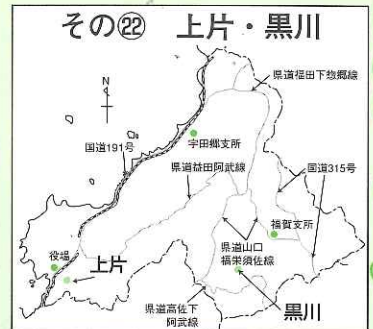 その㉒ 上片・黒川
N
県道福田下惣郷線
宇田郷支所
国道191号
県道益田阿武線
国道315号
福賀支所
役場
上片
県道山口
福栄須佐線
黒川
県道高佐下
阿武線